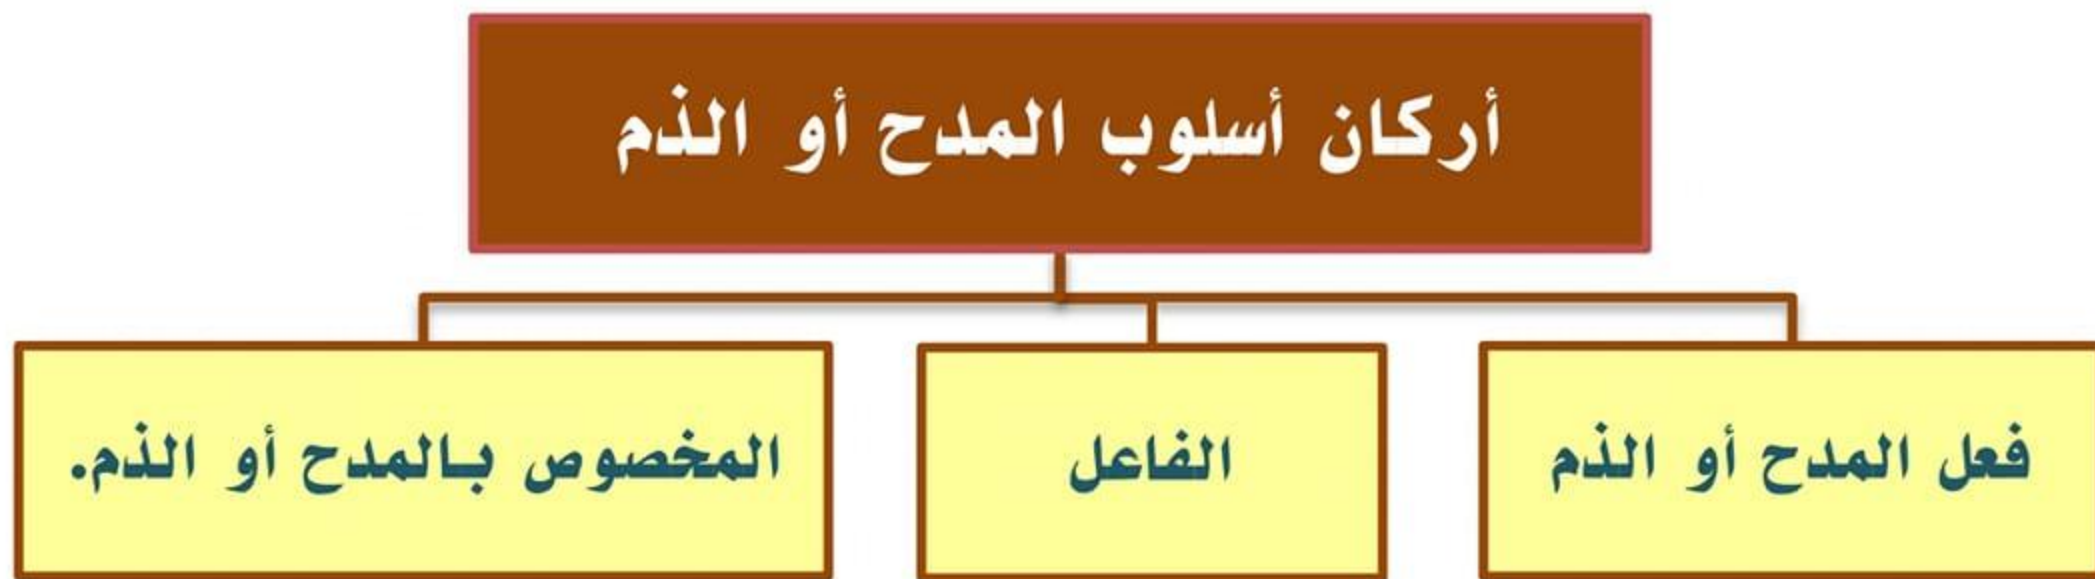 أركان أسلوب المدح أو الذم
فعل المدح أو الذم
الفاعل
المخصوص بالمدح أو الذم.